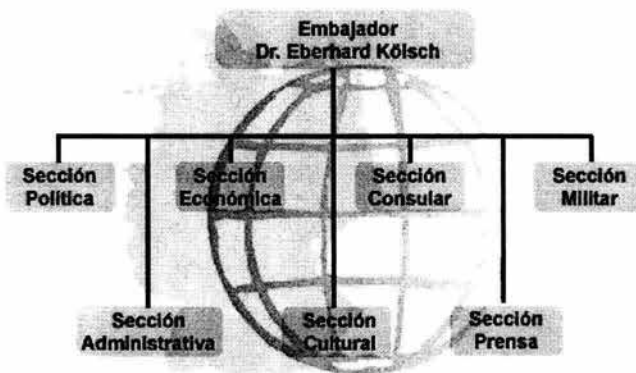 Embajador
Dr. Eberhard Kölsch
Sección
Política
Sección
Económica
Sección
Consular
Sección
Militar
Sección
Administrativa
Sección
Cultural
Sección
Prensa